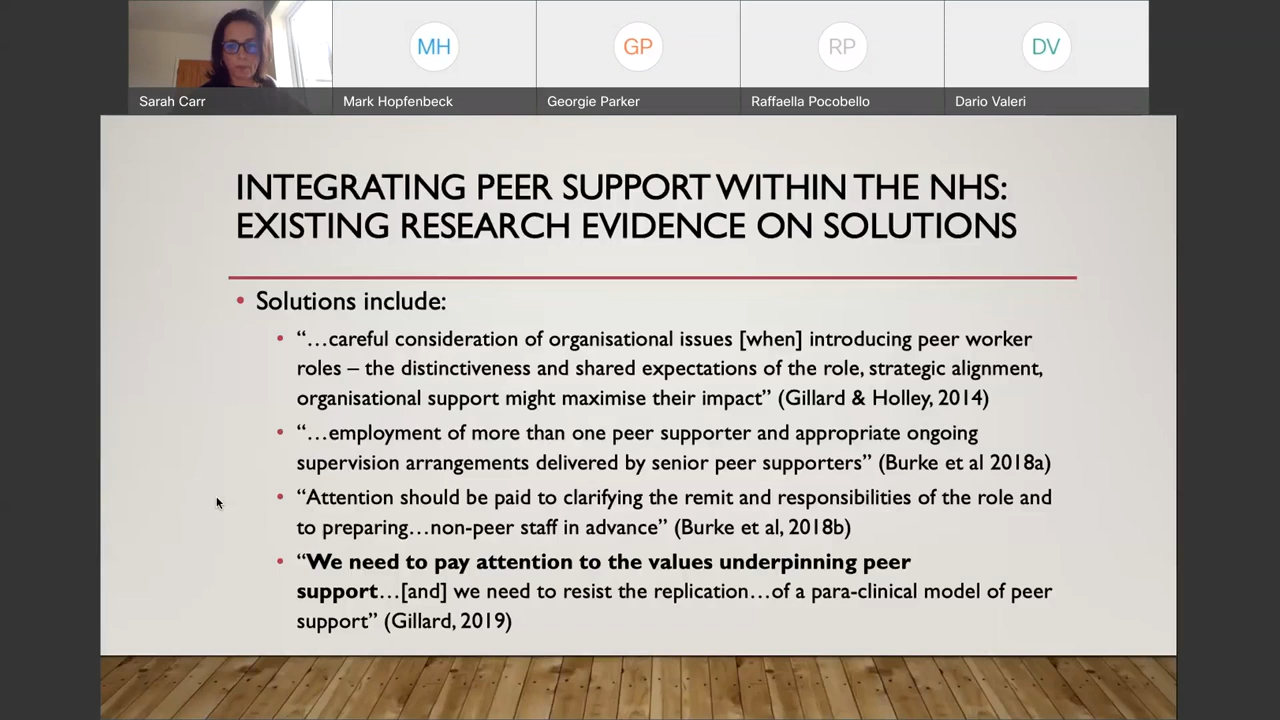 MH
GP
RP
DV
Sarah Carr
Mark Hopfenbeck
Georgie Parker
Raffaella Pocobello
Dario Valeri
INTEGRATING PEER SUPPORT WITHIN THE NHS:
EXISTING RESEARCH EVIDENCE ON SOLUTIONS
• Solutions include:
• “…careful consideration of organisational issues [when] introducing peer worker
roles – the distinctiveness and shared expectations of the role, strategic alignment,
organisational support might maximise their impact” (Gillard & Holley, 2014)
• “…employment of more than one peer supporter and appropriate ongoing
supervision arrangements delivered by senior peer supporters” (Burke et al 2018a)
• “Attention should be paid to clarifying the remit and responsibilities of the role and
to preparing…non-peer staff in advance” (Burke et al, 2018b)
• “We need to pay attention to the values underpinning peer
support…[and] we need to resist the replication…of a para-clinical model of peer
support” (Gillard, 2019)